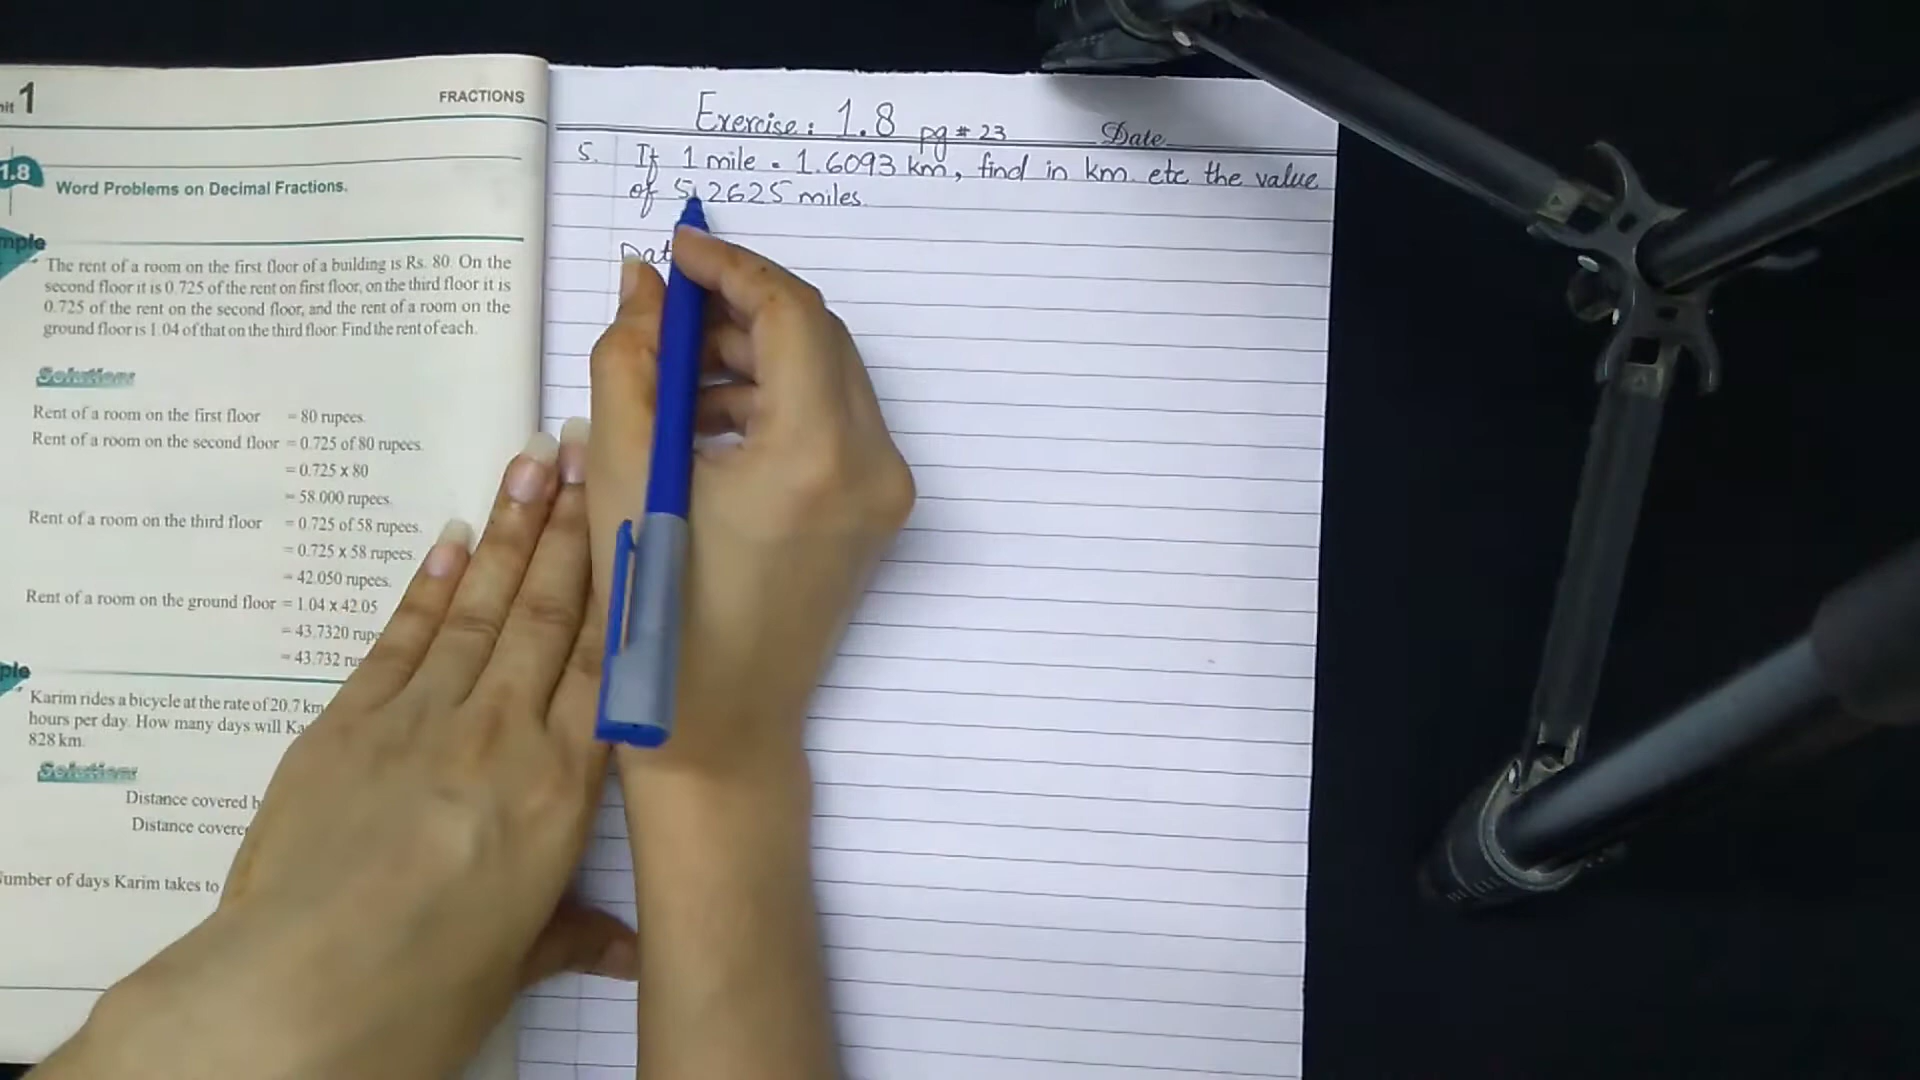 1
FRACTIONS
1.8
Word Problems on Decimal Fractions.
The rent of a room on the first floor of a building is Rs. 80. On the
second floor it is 0.725 of the rent on first floor, on the third floor it is
0.725 of the rent on the second floor, and the rent of a room on the
ground floor is 1.04 of that on the third floor. Find the rent of each.
Solution:
Rent of a room on the first floor = 80 rupees.
Rent of a room on the second floor = 0.725 of 80 rupees.
= 0.725 x 80
= 58.000 rupees.
Rent of a room on the third floor = 0.725 of 58 rupees.
= 0.725 x 58 rupees.
= 42.050 rupees.
Rent of a room on the ground floor = 1.04 x 42.05
= 43.7320
= 43.732
Karim rides a bicycle at the rate of 20.7 km
hours per day. How many days will
828 km.
Solution:
Distance covered
Distance
of days Karim takes to
Exercise: 1.8 pg # 23 Date
5. If 1 mile = 1.6093 km, find in km etc the value
of 5.2625 miles.
Dat